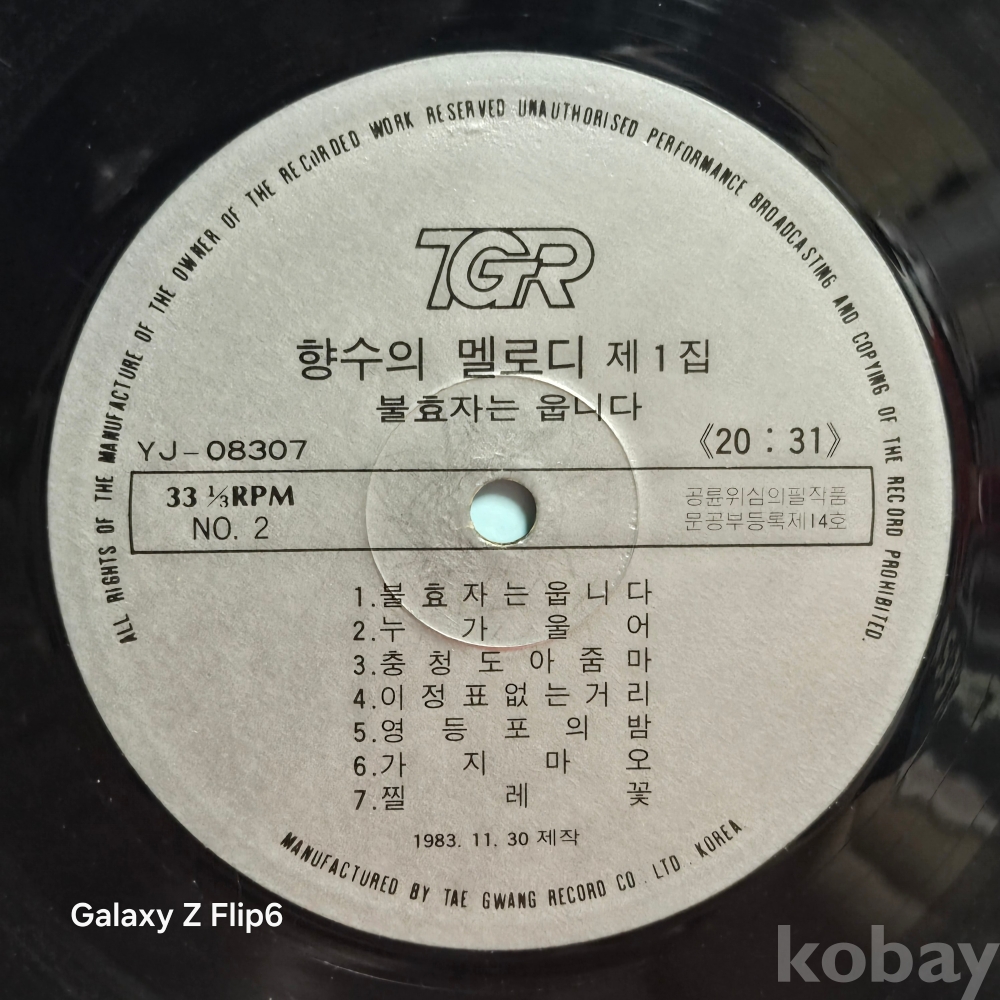 ALL RIGHTS OF THE MANUFACTURE OF THE OWNER OF THE RECORDED WORK RESERVED UNAUTHORISED PERFORMANCE BROADCASTING AND COPYING OF THE RECORD PROHIBITED.
TGR
향수의 멜로디 제1집
불효자는 웁니다
YJ-08307 《20 : 31》
33 ⅓RPM 공륜위심의필작품
NO. 2 문공부등록제14호
1.불효자는웁니다
2.누가울어
3.충청도아줌마
4.이정표없는거리
5.영등포의밤
6.가지마오
7.찔레꽃
1983. 11. 30 제작
MANUFACTURED BY TAE GWANG RECORD CO. LTD. KOREA
Galaxy Z Flip6
kobay